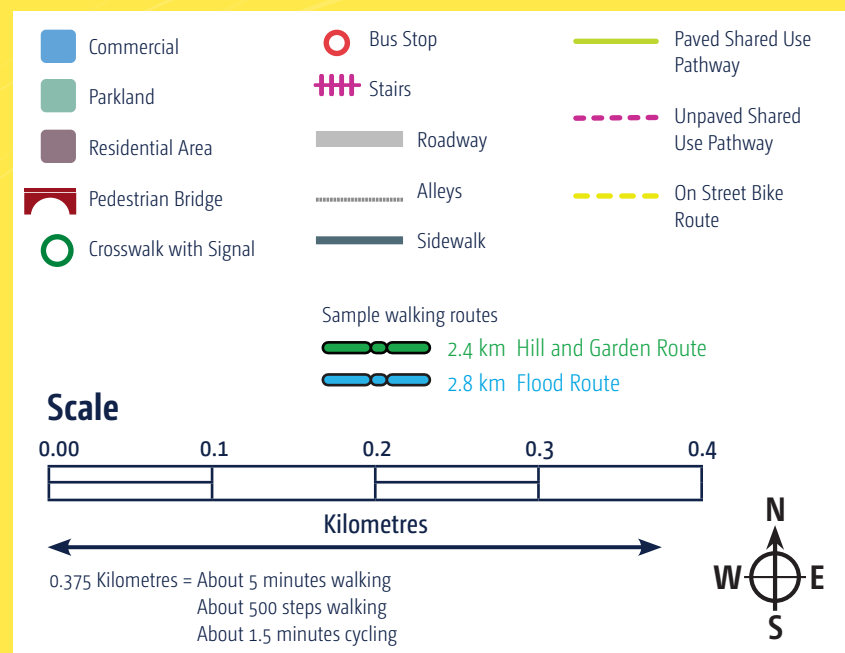 Commercial
Parkland
Residential Area
Pedestrian Bridge
Crosswalk with Signal
Bus Stop
Stairs
Roadway
Alleys
Sidewalk
Paved Shared Use
Pathway
Unpaved Shared
Use Pathway
On Street Bike
Route
Sample walking routes
2.4 km Hill and Garden Route
2.8 km Flood Route
Scale
0.00 0.1 0.2 0.3 0.4
Kilometres
0.375 Kilometres = About 5 minutes walking
About 500 steps walking
About 1.5 minutes cycling
N
W E
S